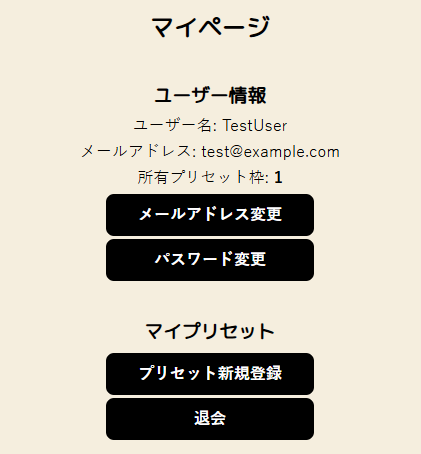 マイページ
ユーザー情報
ユーザー名: TestUser
メールアドレス: test@example.com
所有プリセット枠: 1
メールアドレス変更
パスワード変更
マイプリセット
プリセット新規登録
退会